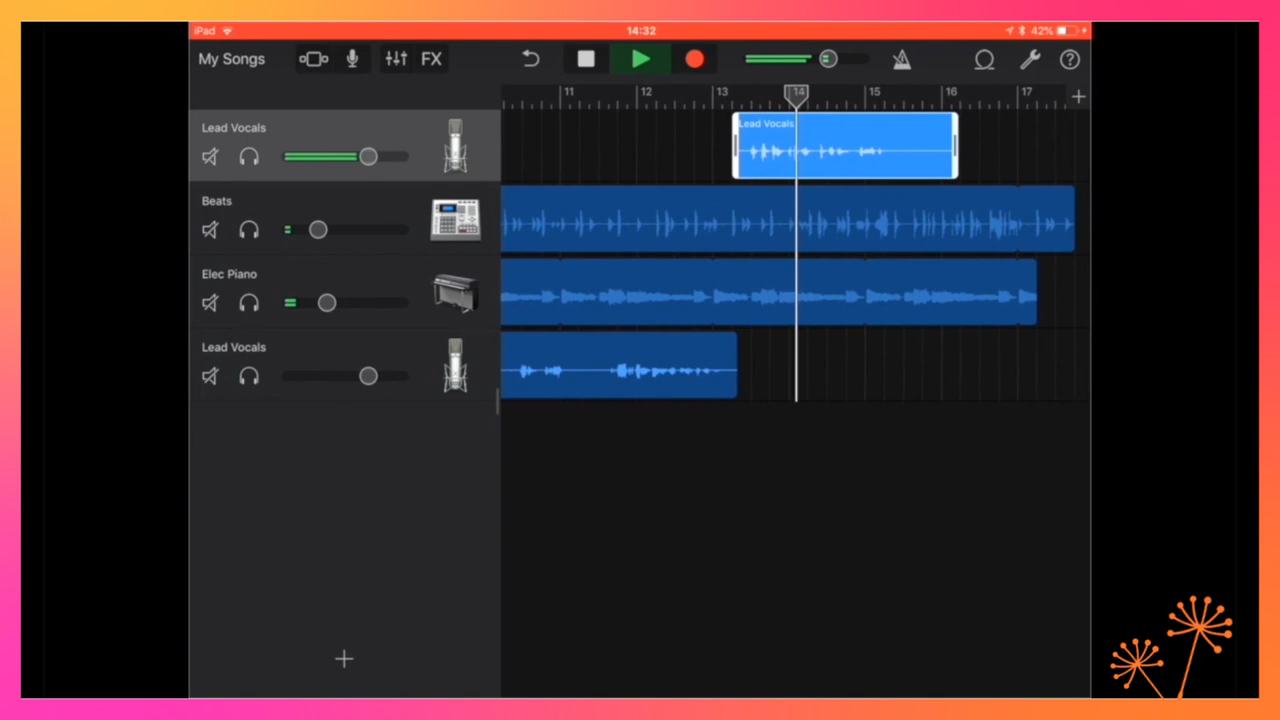 iPad 14:32 42%
My Songs FX
11 12 13 14 15 16 17
Lead Vocals
Lead Vocals
Beats
Elec Piano
Lead Vocals